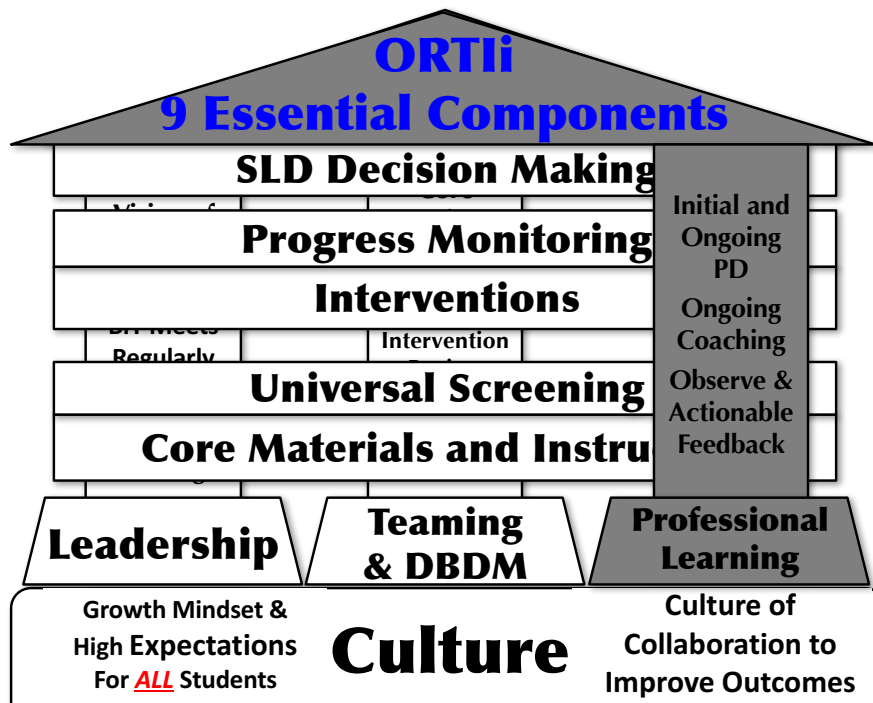 ORTIi
9 Essential Components
SLD Decision Making
Progress Monitoring
Interventions
Regularly
Intervention
Universal Screening
Core Materials and Instru
Initial and
Ongoing
PD
Ongoing
Coaching
Observe &
Actionable
Feedback
Leadership
Teaming
& DBDM
Professional
Learning
Growth Mindset &
High Expectations
For ALL Students
Culture
Culture of
Collaboration to
Improve Outcomes